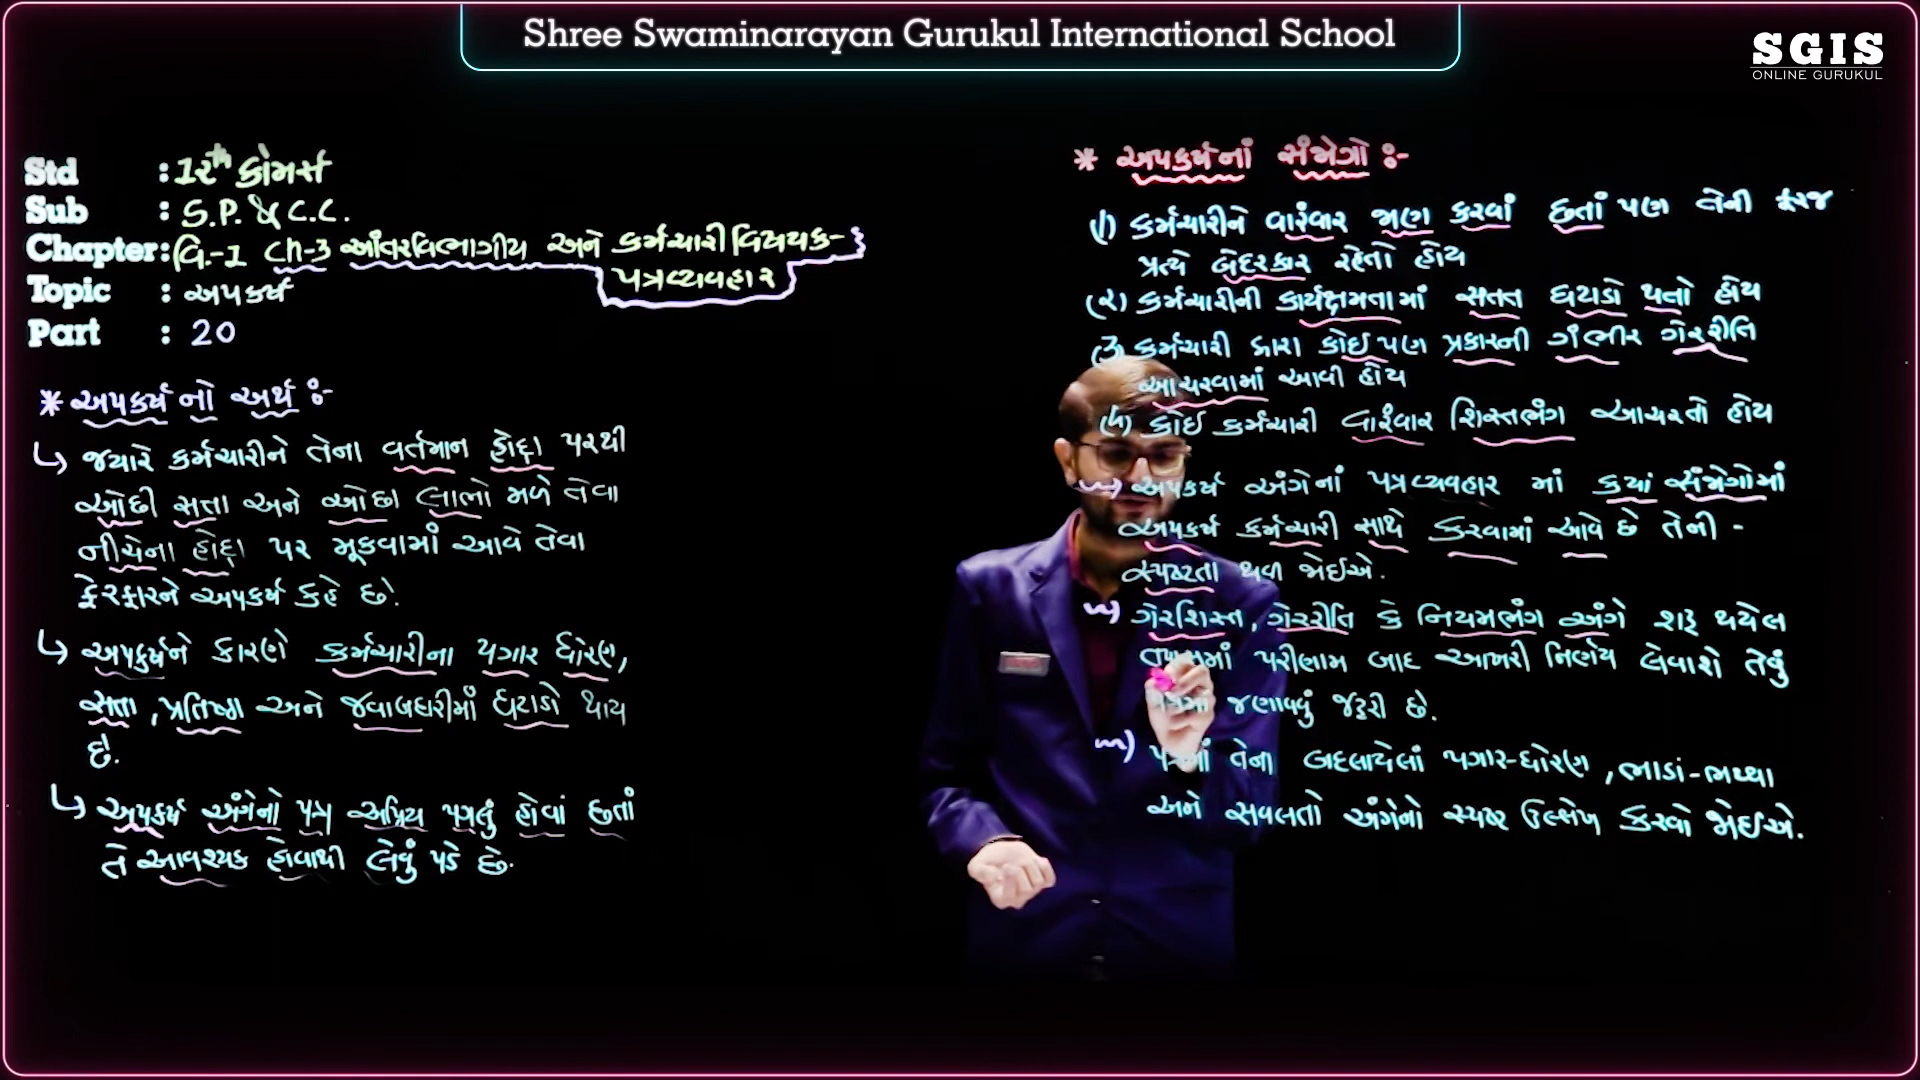 Shree Swaminarayan Gurukul International School
SGIS
ONLINE GURUKUL
Std : 12th કોમર્સ
Sub : S.P. & C.C.
Chapter: વિ.-1 Ch-3 આંતરવિભાગીય અને કર્મચારી વિષયક-
પત્રવ્યવહાર
Topic : અપકર્ષ
Part : 20
* અપકર્ષ નો અર્થ :-
↳ જયારે કર્મચારીને તેના વર્તમાન હોદ્દા પરથી
ઓછી સત્તા અને ઓછા લાભો મળે તેવા
નીચેના હોદ્દા પર મૂકવામાં આવે તેવા
ફેરફારને અપકર્ષ કહે છે.
↳ અપકર્ષને કારણે કર્મચારીના પગાર ધોરણ,
સત્તા, પ્રતિષ્ઠા અને જવાબદારીમાં ઘટાડો થાય
છે.
↳ અપકર્ષ અંગેનો પત્ર અપ્રિય પગલું હોવાં છતાં
તે આવશ્યક હોવાથી લેવું પડે છે.
* અપકર્ષનાં સંજોગો :-
(૧) કર્મચારીને વારંવાર જાણ કરવાં છતાં પણ તેની ફરજ
પ્રત્યે બેદરકાર રહેતો હોય
(૨) કર્મચારીની કાર્યક્ષમતામાં સતત ઘટાડો થતો હોય
(૩) કર્મચારી દ્વારા કોઈ પણ પ્રકારની ગંભીર ગેરરીતિ
આચરવામાં આવી હોય
(૪) કોઈ કર્મચારી વારંવાર શિસ્તભંગ આચરતો હોય
અપકર્ષ અંગેનાં પત્રવ્યવહાર માં કયાં સંજોગોમાં
અપકર્ષ કર્મચારી સાથે કરવામાં આવે છે તેની -
સ્પષ્ટતા થવી જોઈએ.
ગેરશિસ્ત, ગેરરીતિ કે નિયમભંગ અંગે શરૂ થયેલ
પરીણામ બાદ આખરી નિર્ણય લેવાશે તેવું
જણાવવું જરૂરી છે.
તેના બદલાયેલાં પગાર-ધોરણ, ભાડાં-ભથ્થા
અને સવલતો અંગેનો સ્પષ્ટ ઉલ્લેખ કરવો જોઈએ.